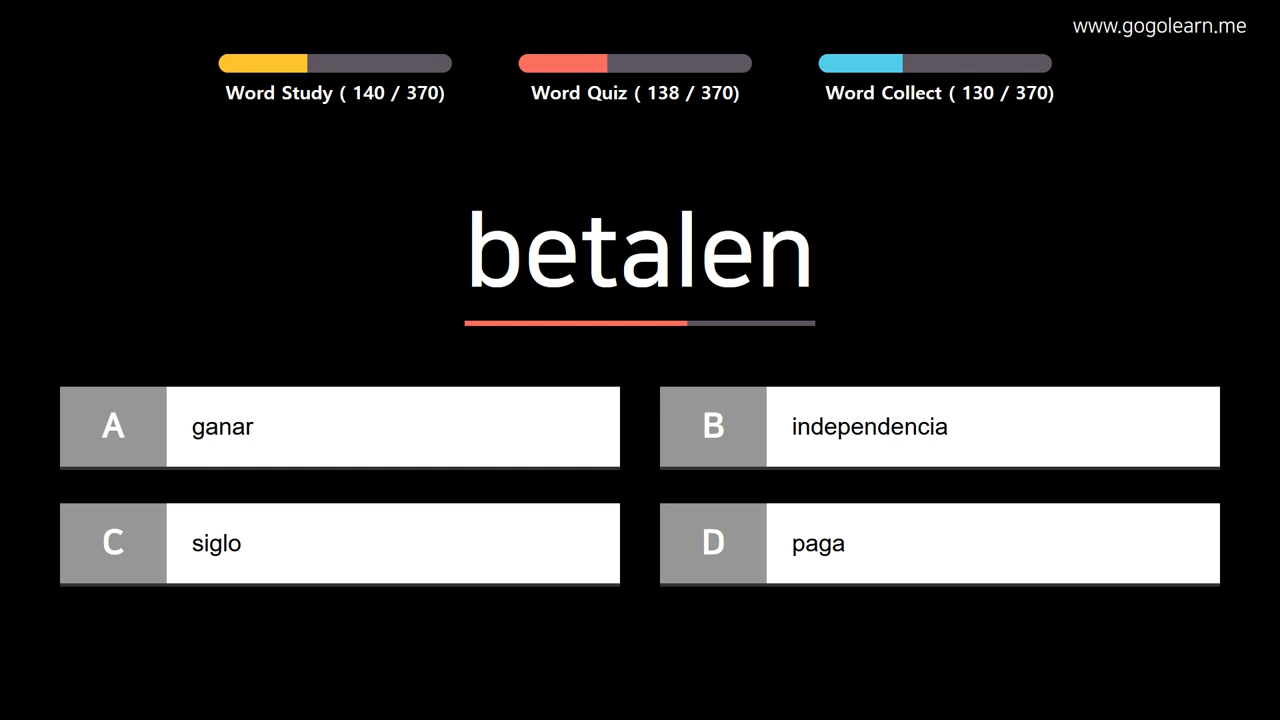 www.gogolearn.me
Word Study ( 140 / 370)
Word Quiz ( 138 / 370)
Word Collect ( 130 / 370)
betalen
A ganar
B independencia
C siglo
D paga